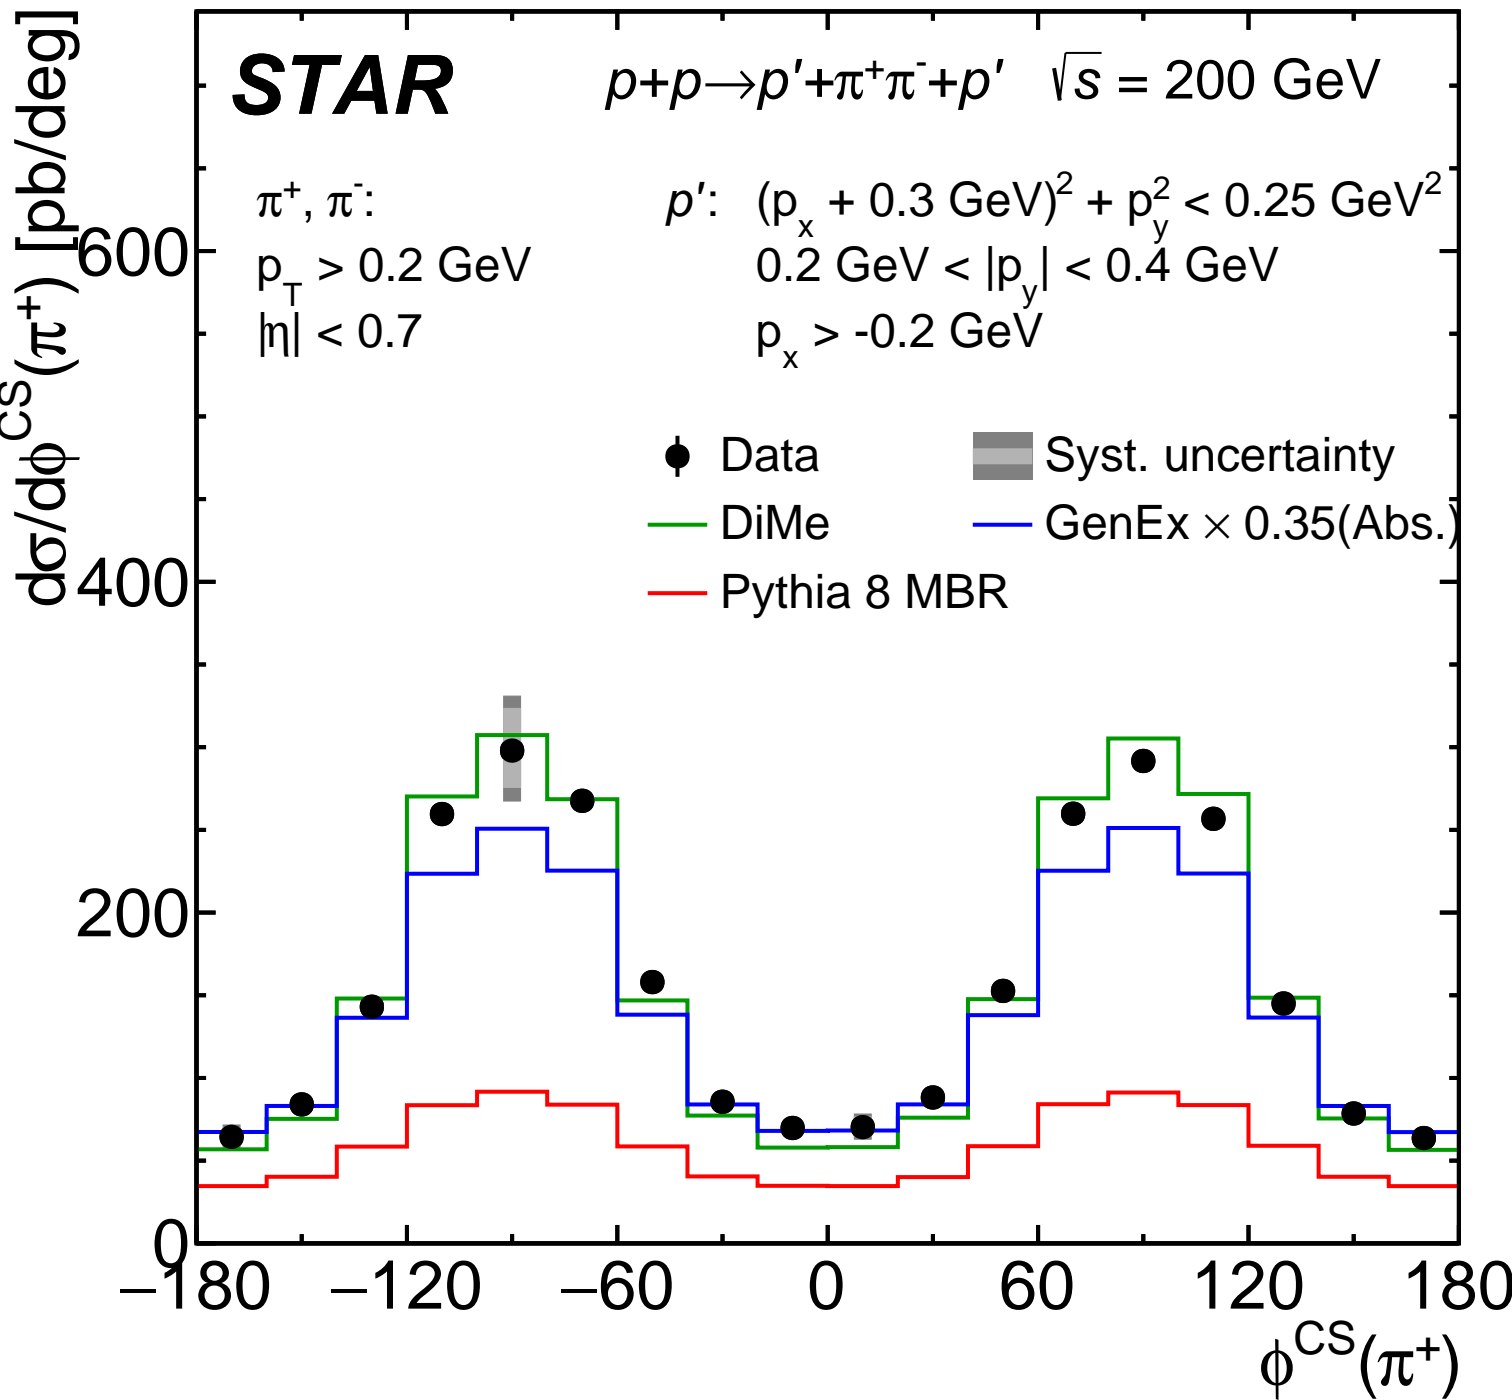 STAR p+p→p′+π⁺π⁻+p′ √s = 200 GeV
π⁺, π⁻: p′: (pₓ + 0.3 GeV)² + p_y² < 0.25 GeV²
p_T > 0.2 GeV 0.2 GeV < |p_y| < 0.4 GeV
|η| < 0.7 pₓ > -0.2 GeV
Data Syst. uncertainty
DiMe GenEx × 0.35(Abs.)
Pythia 8 MBR
dσ/dϕ^CS(π⁺) [pb/deg]
600
400
200
0
−180 −120 −60 0 60 120 180
ϕ^CS(π⁺)